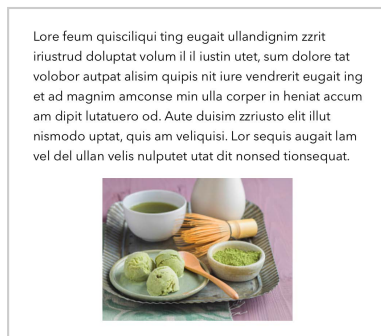 Lore feum quisciliqui ting eugait ullandignim zzrit
iriustrud doluptat volum il il iustin utet, sum dolore tat
volobor autpat alisim quipis nit iure vendrerit eugait ing
et ad magnim amconse min ulla corper in heniat accum
am dipit lutatuero od. Aute duisim zzriusto elit illut
nismodo uptat, quis am veliquisi. Lor sequis augait lam
vel del ullan velis nulputet utat dit nonsed tionsequat.